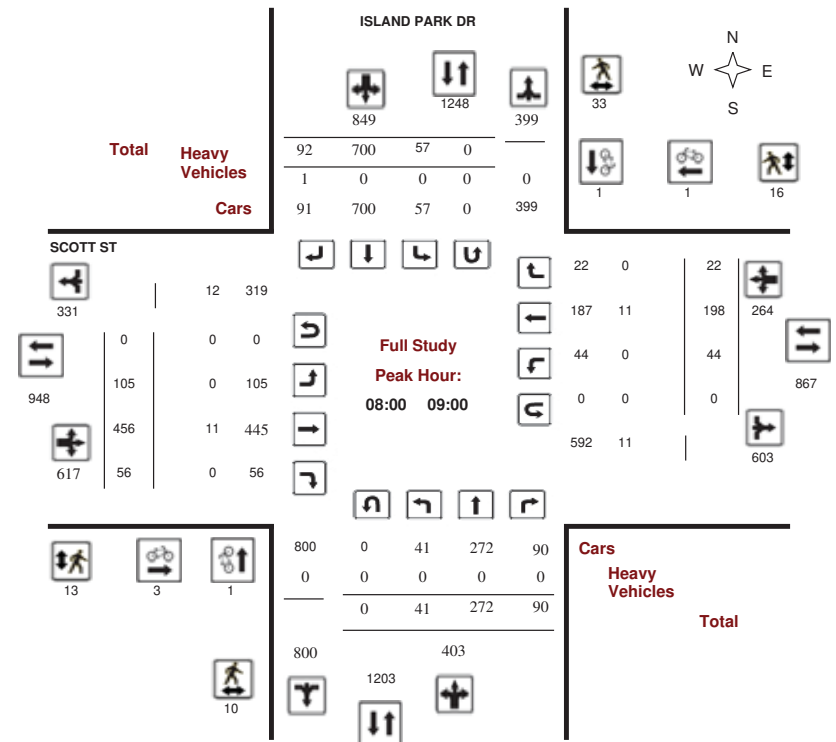 ISLAND PARK DR
N
W E
S
849 1248 399 33
Total Heavy Vehicles
92 700 57 0
1 0 0 0 0
Cars 91 700 57 0 399
1 1 16
SCOTT ST
331 12 319
22 0 22
264
0 0 0
187 11 198
948
105 0 105
Full Study
Peak Hour:
08:00 09:00
44 0 44
867
456 11 445
0 0 0
617 56 0 56
592 11 603
13 3 1
800 0 41 272 90
0 0 0 0 0
0 41 272 90
Cars
Heavy
Vehicles
Total
800 403
1203
10